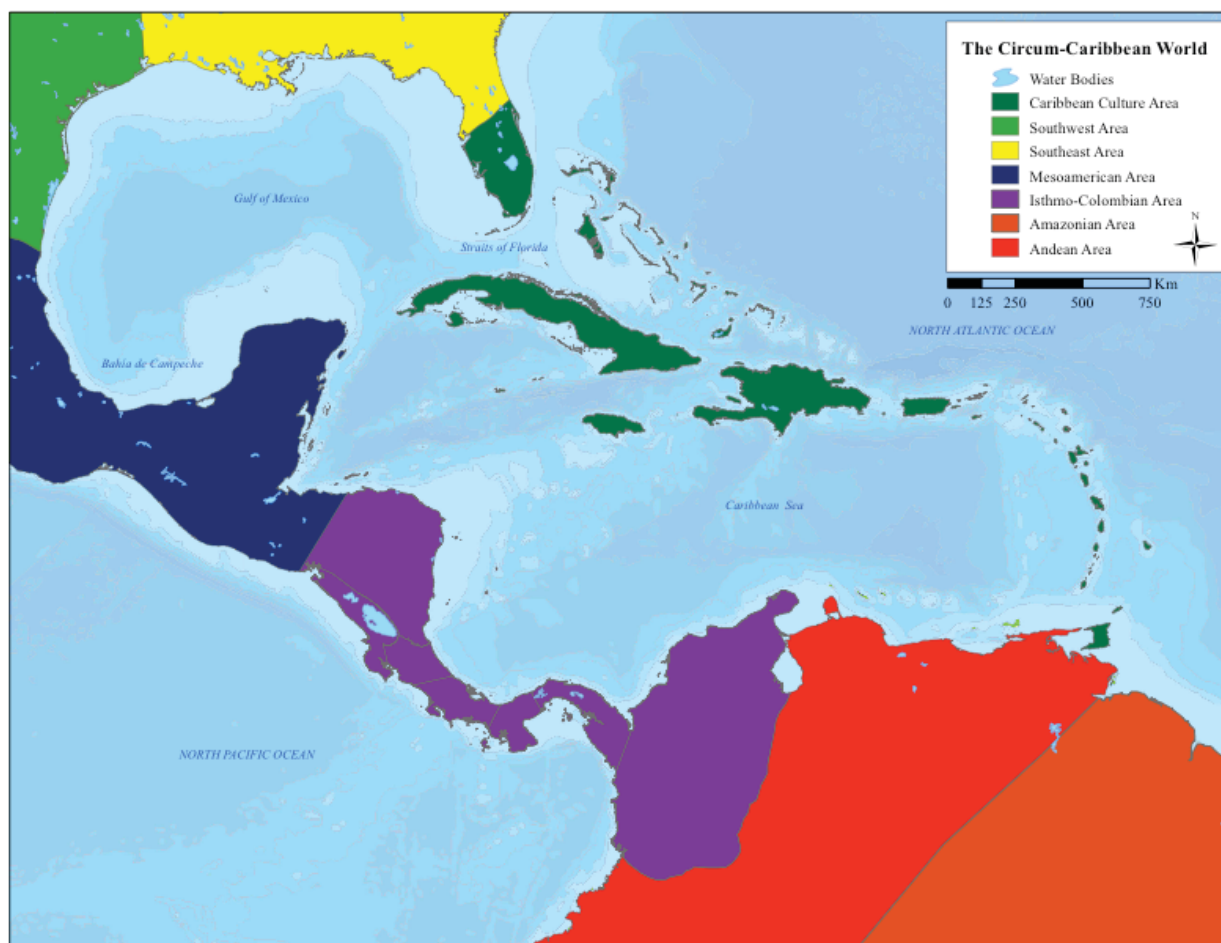 The Circum-Caribbean World
Water Bodies
Caribbean Culture Area
Southwest Area
Southeast Area
Mesoamerican Area
Isthmo-Colombian Area
Amazonian Area
Andean Area
N
Km
0 125 250 500 750
Gulf of Mexico
Straits of Florida
NORTH ATLANTIC OCEAN
Bahía de Campeche
Caribbean Sea
NORTH PACIFIC OCEAN